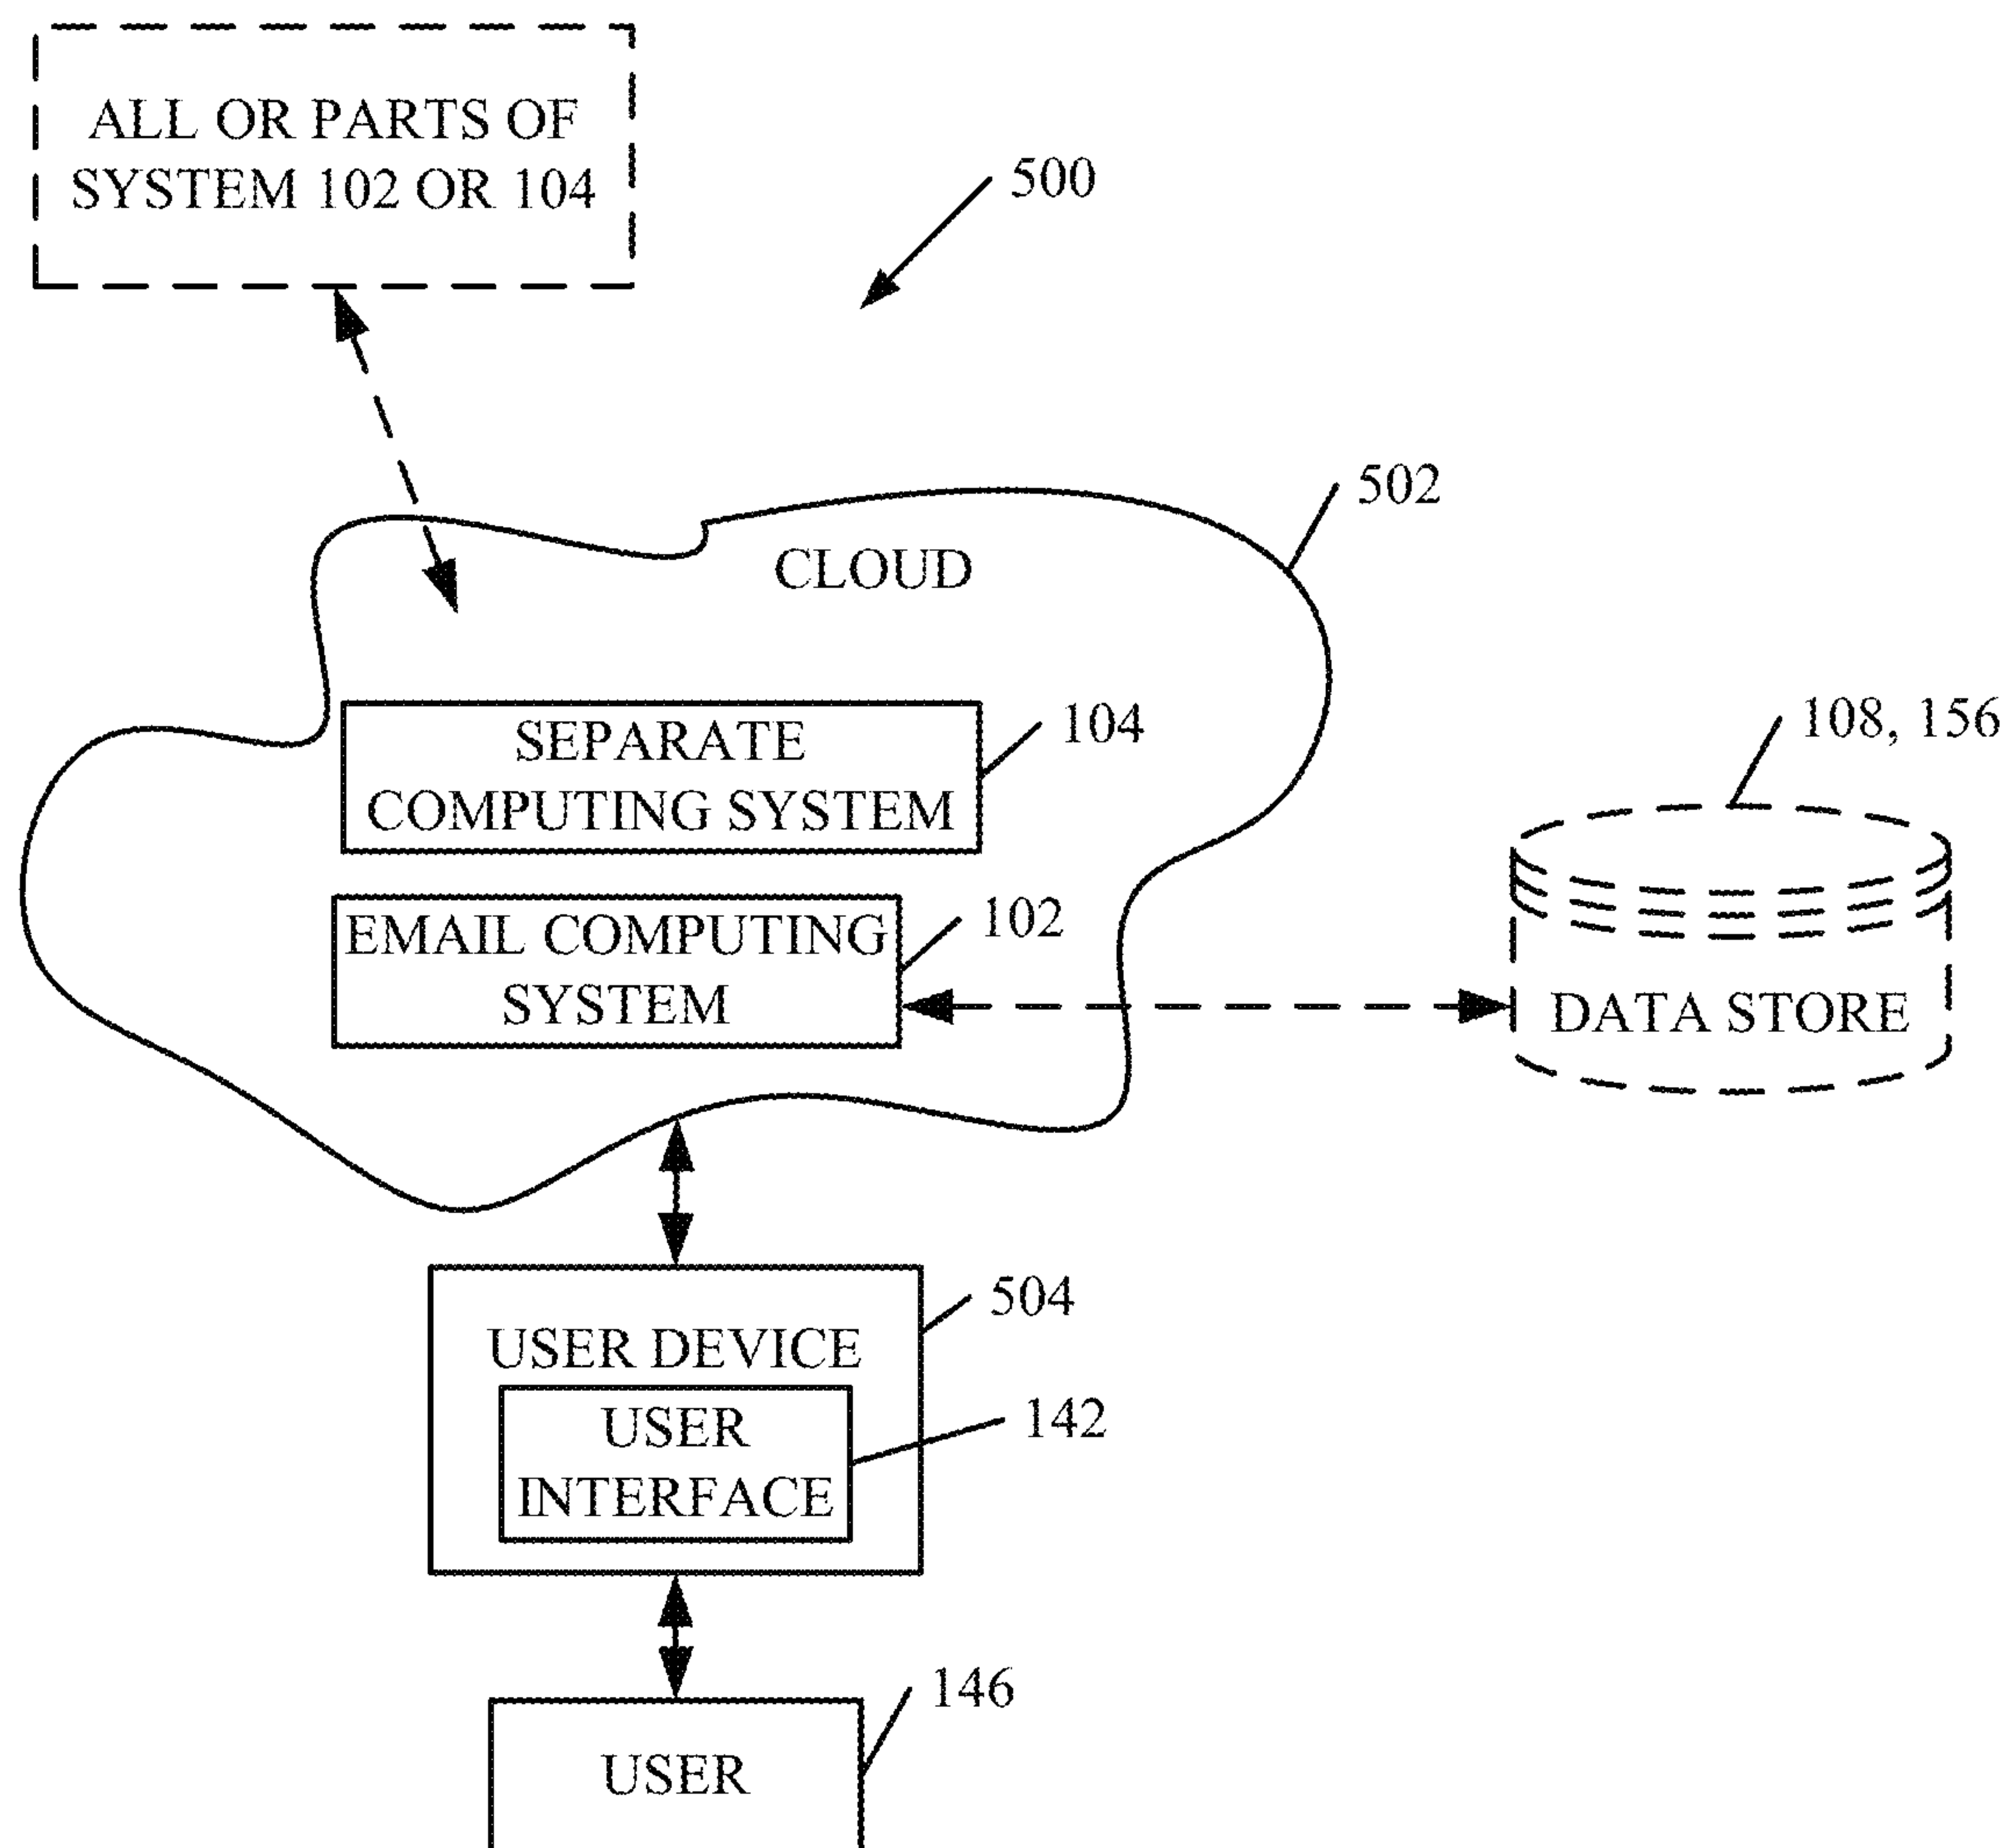 ALL OR PARTS OF
SYSTEM 102 OR 104
500
502
CLOUD
SEPARATE
COMPUTING SYSTEM
104
108, 156
EMAIL COMPUTING
SYSTEM
102
DATA STORE
504
USER DEVICE
142
USER
INTERFACE
146
USER